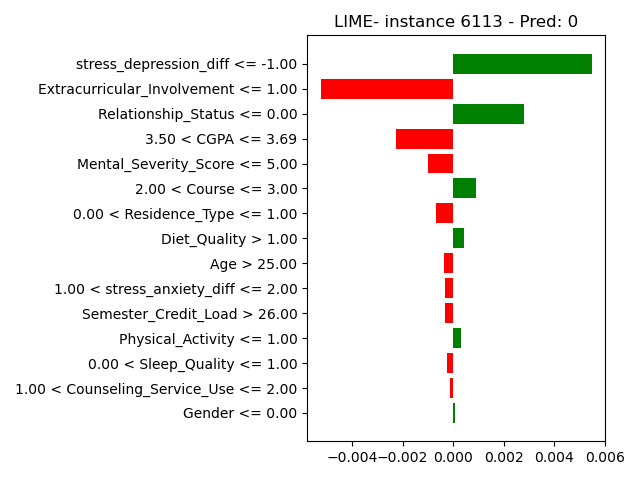 LIME- instance 6113 - Pred: 0
stress_depression_diff <= -1.00
Extracurricular_Involvement <= 1.00
Relationship_Status <= 0.00
3.50 < CGPA <= 3.69
Mental_Severity_Score <= 5.00
2.00 < Course <= 3.00
0.00 < Residence_Type <= 1.00
Diet_Quality > 1.00
Age > 25.00
1.00 < stress_anxiety_diff <= 2.00
Semester_Credit_Load > 26.00
Physical_Activity <= 1.00
0.00 < Sleep_Quality <= 1.00
1.00 < Counseling_Service_Use <= 2.00
Gender <= 0.00
−0.004 −0.002 0.000 0.002 0.004 0.006